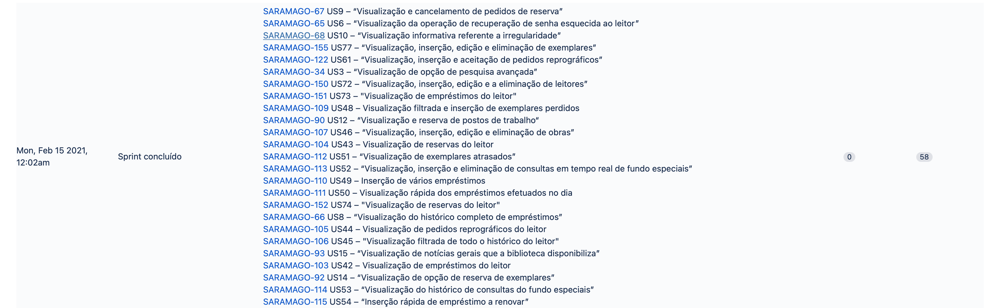 SARAMAGO-67 US9 – “Visualização e cancelamento de pedidos de reserva”
SARAMAGO-65 US6 – “Visualização da operação de recuperação de senha esquecida ao leitor”
SARAMAGO-68 US10 – “Visualização informativa referente a irregularidade”
SARAMAGO-155 US77 – “Visualização, inserção, edição e eliminação de exemplares”
SARAMAGO-122 US61 – “Visualização, inserção e aceitação de pedidos reprográficos”
SARAMAGO-34 US3 – “Visualização de opção de pesquisa avançada”
SARAMAGO-150 US72 – “Visualização, inserção, edição e a eliminação de leitores”
SARAMAGO-151 US73 – "Visualização de empréstimos do leitor"
SARAMAGO-109 US48 – Visualização filtrada e inserção de exemplares perdidos
SARAMAGO-90 US12 – “Visualização e reserva de postos de trabalho“
SARAMAGO-107 US46 – “Visualização, inserção, edição e eliminação de obras”
SARAMAGO-104 US43 – Visualização de reservas do leitor
Mon, Feb 15 2021,
12:02am
Sprint concluído
SARAMAGO-112 US51 – “Visualização de exemplares atrasados”
0
58
SARAMAGO-113 US52 – “Visualização, inserção e eliminação de consultas em tempo real de fundo especiais”
SARAMAGO-110 US49 – Inserção de vários empréstimos
SARAMAGO-111 US50 – Visualização rápida dos empréstimos efetuados no dia
SARAMAGO-152 US74 – "Visualização de reservas do leitor"
SARAMAGO-66 US8 – “Visualização do histórico completo de empréstimos”
SARAMAGO-105 US44 – Visualização de pedidos reprográficos do leitor
SARAMAGO-106 US45 – "Visualização filtrada de todo o histórico do leitor"
SARAMAGO-93 US15 – “Visualização de notícias gerais que a biblioteca disponibiliza”
SARAMAGO-103 US42 – Visualização de empréstimos do leitor
SARAMAGO-92 US14 – “Visualização de opção de reserva de exemplares”
SARAMAGO-114 US53 – “Visualização do histórico de consultas do fundo especiais”
SARAMAGO-115 US54 – “Inserção rápida de empréstimo a renovar”